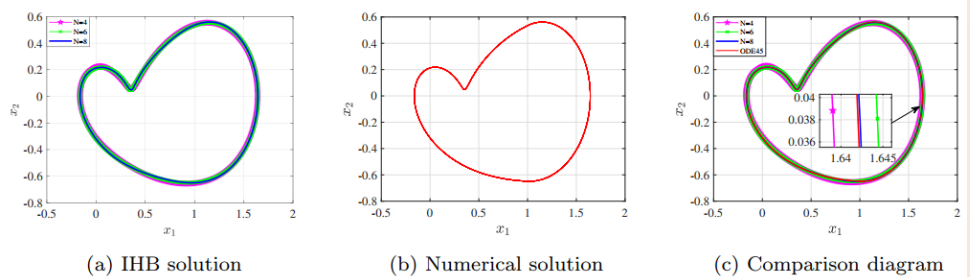 N=4
N=6
N=8
0.6
0.4
0.2
0
-0.2
-0.4
-0.6
-0.8
x2
-0.5 0 0.5 1 1.5 2
x1
(a) IHB solution
0.6
0.4
0.2
0
-0.2
-0.4
-0.6
-0.8
x2
-0.5 0 0.5 1 1.5 2
x1
(b) Numerical solution
N=4
N=6
N=8
ODE45
0.6
0.4
0.2
0
-0.2
-0.4
-0.6
-0.8
x2
0.04
0.038
0.036
1.64 1.645
-0.5 0 0.5 1 1.5 2
x1
(c) Comparison diagram